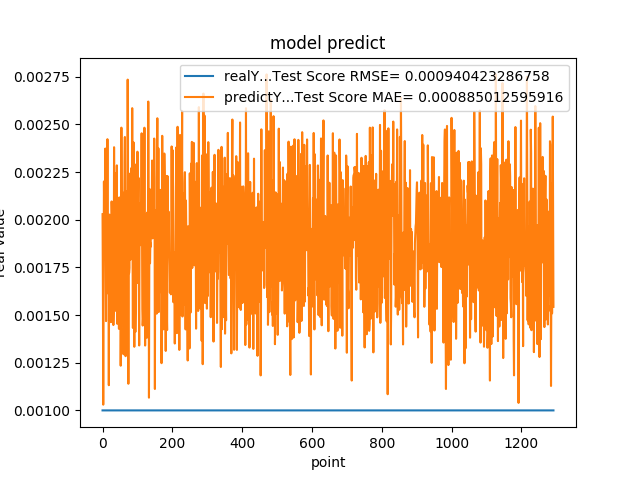 model predict
realY...Test Score RMSE= 0.000940423286758
predictY...Test Score MAE= 0.000885012595916
0.00275
0.00250
0.00225
0.00200
0.00175
0.00150
0.00125
0.00100
real value
0 200 400 600 800 1000 1200
point